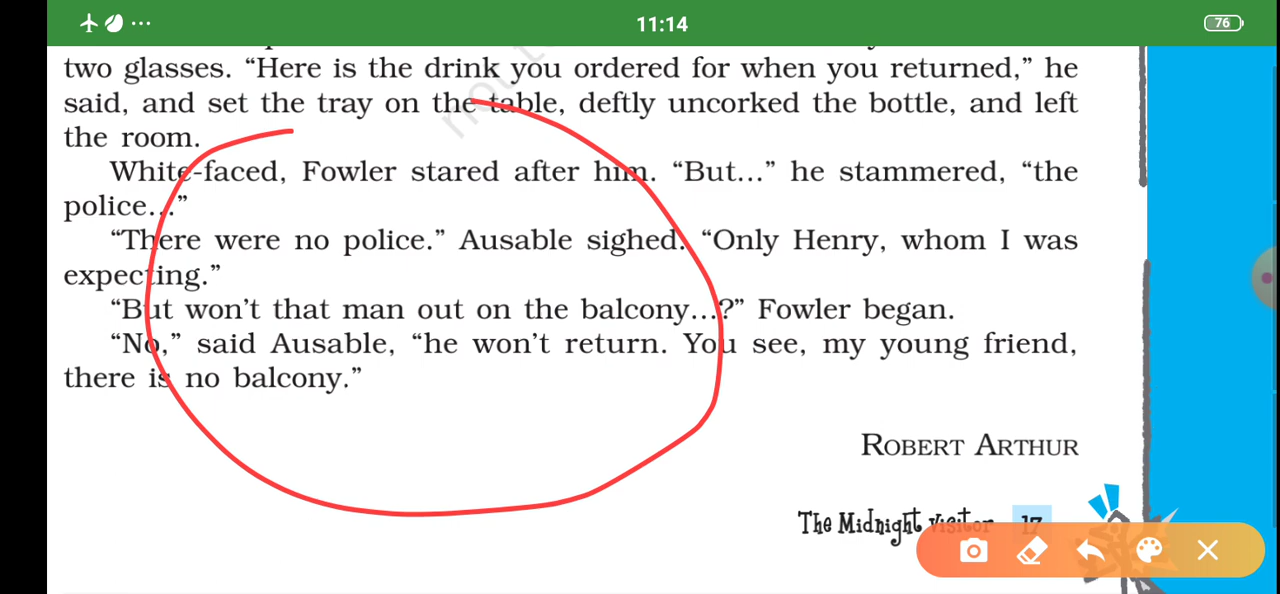 11:14
76
two glasses. “Here is the drink you ordered for when you returned,” he
said, and set the tray on the table, deftly uncorked the bottle, and left
the room.
White-faced, Fowler stared after him. “But...” he stammered, “the
police...”
“There were no police.” Ausable sighed. “Only Henry, whom I was
expecting.”
“But won’t that man out on the balcony...?” Fowler began.
“No,” said Ausable, “he won’t return. You see, my young friend,
there is no balcony.”
ROBERT ARTHUR
The Midnight Visitor 17